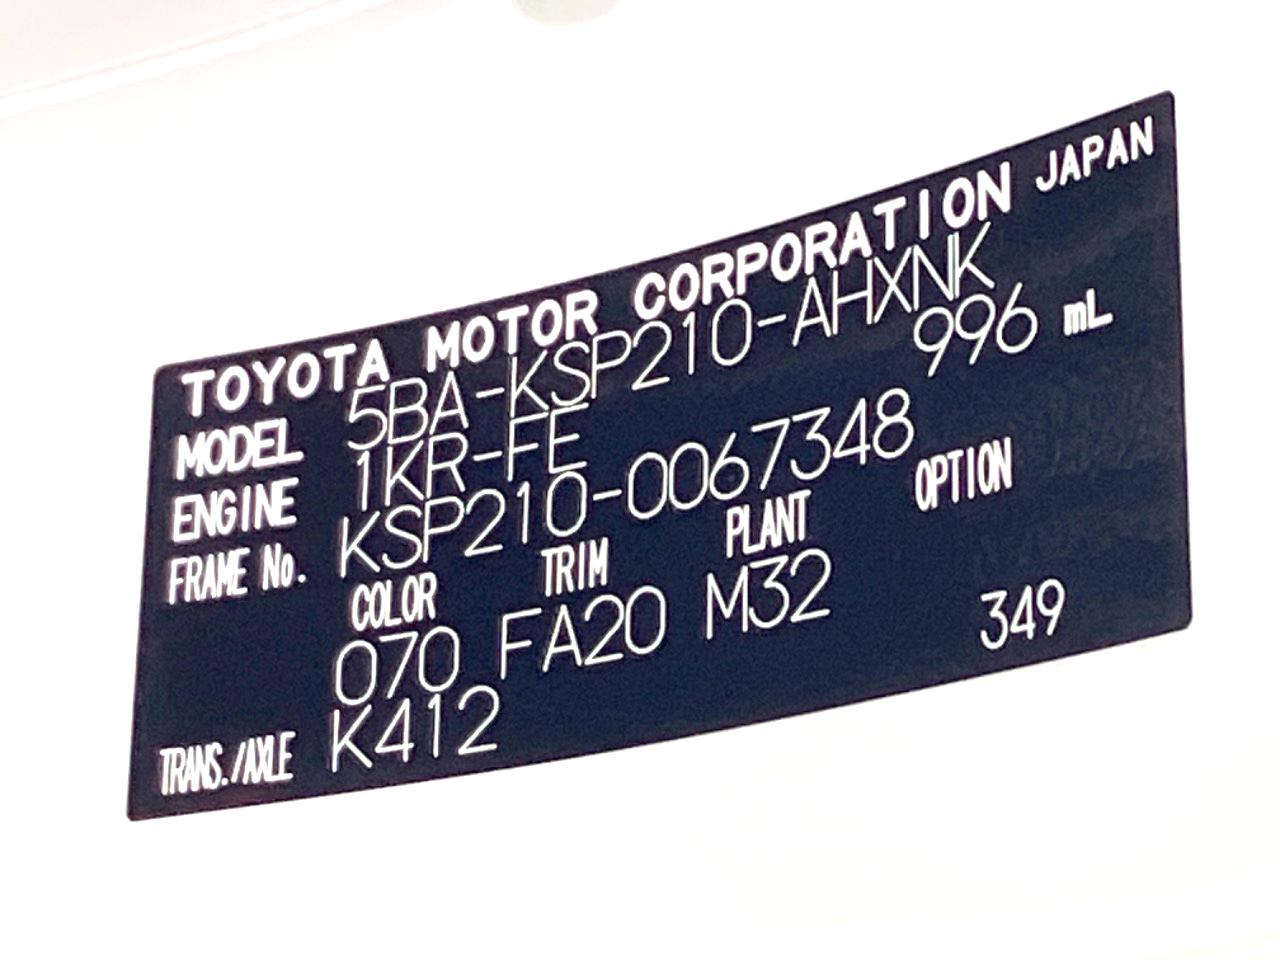 TOYOTA MOTOR CORPORATION JAPAN
MODEL 5BA-KSP210-AHXNK
ENGINE 1KR-FE 996 mL
FRAME No. KSP210-0067348
COLOR TRIM PLANT OPTION
070 FA20 M32 349
TRANS./AXLE K412